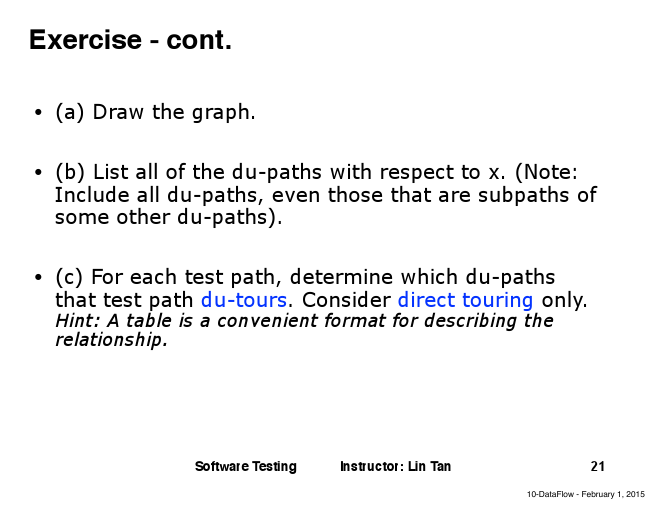 Exercise - cont.
• (a) Draw the graph.
• (b) List all of the du-paths with respect to x. (Note:
Include all du-paths, even those that are subpaths of
some other du-paths).
• (c) For each test path, determine which du-paths
that test path du-tours. Consider direct touring only.
Hint: A table is a convenient format for describing the
relationship.
Software Testing Instructor: Lin Tan 21
10-DataFlow - February 1, 2015